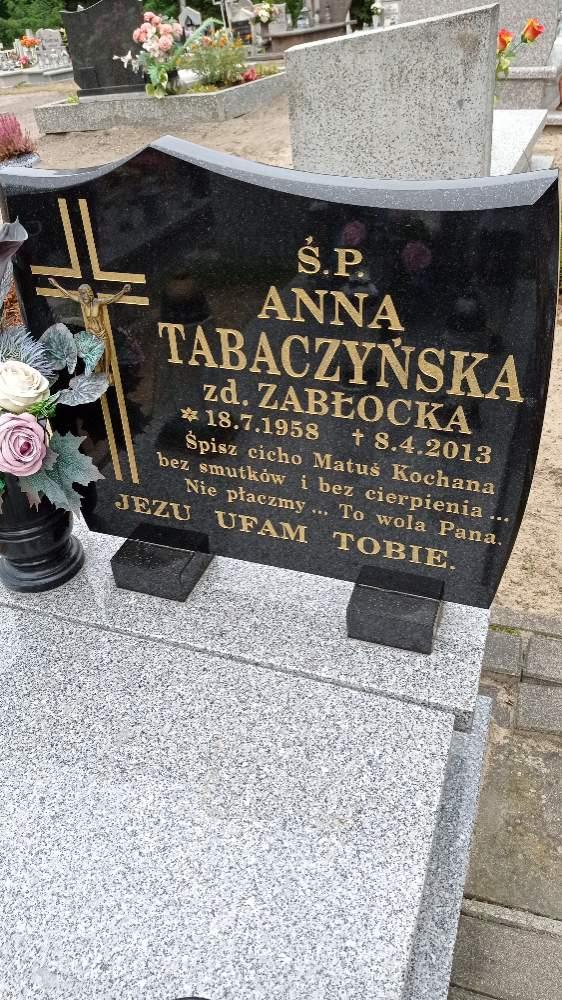 Ś.P.
ANNA
TABACZYŃSKA
zd. ZABŁOCKA
*18.7.1958 †8.4.2013
Śpisz cicho Matuś Kochana
bez smutków i bez cierpienia...
Nie płaczmy... To wola Pana.
JEZU UFAM TOBIE.